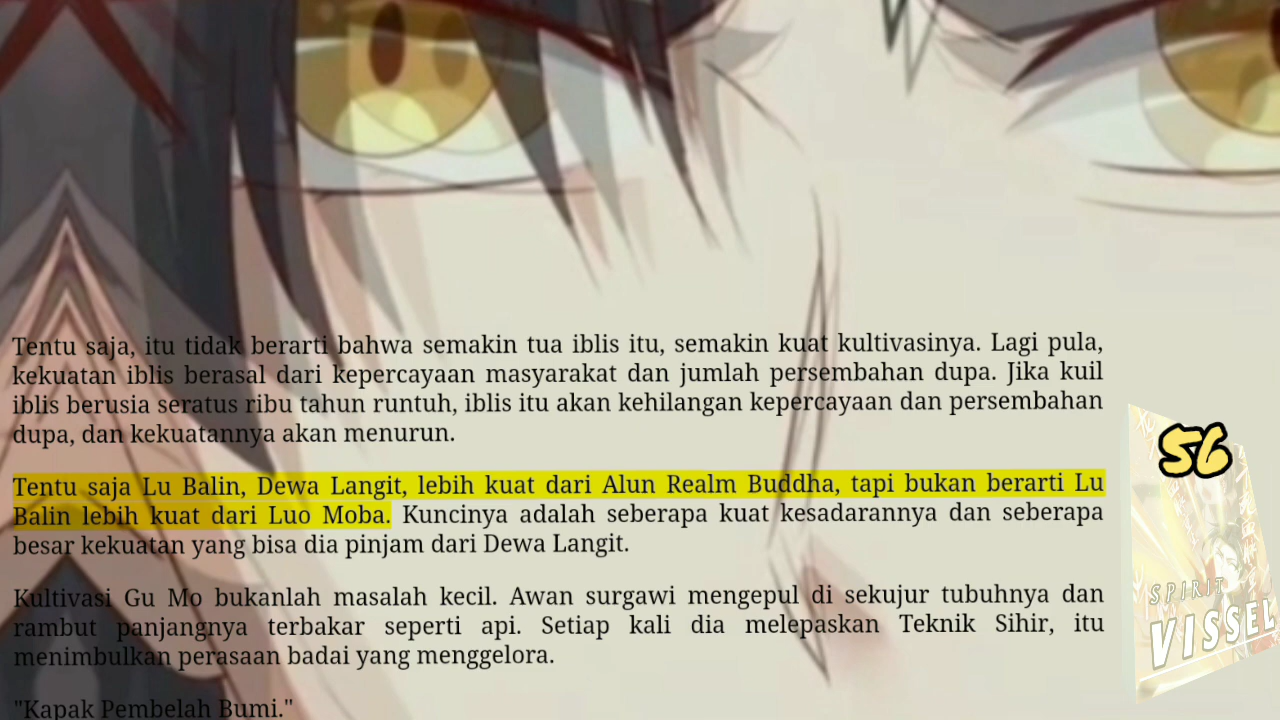 Tentu saja, itu tidak berarti bahwa semakin tua iblis itu, semakin kuat kultivasinya. Lagi pula,
kekuatan iblis berasal dari kepercayaan masyarakat dan jumlah persembahan dupa. Jika kuil
iblis berusia seratus ribu tahun runtuh, iblis itu akan kehilangan kepercayaan dan persembahan
dupa, dan kekuatannya akan menurun.
Tentu saja Lu Balin, Dewa Langit, lebih kuat dari Alun Realm Buddha, tapi bukan berarti Lu
Balin lebih kuat dari Luo Moba. Kuncinya adalah seberapa kuat kesadarannya dan seberapa
besar kekuatan yang bisa dia pinjam dari Dewa Langit.
Kultivasi Gu Mo bukanlah masalah kecil. Awan surgawi mengepul di sekujur tubuhnya dan
rambut panjangnya terbakar seperti api. Setiap kali dia melepaskan Teknik Sihir, itu
menimbulkan perasaan badai yang menggelora.
"Kapak Pembelah Bumi."
56
SPIRIT
VISSEL